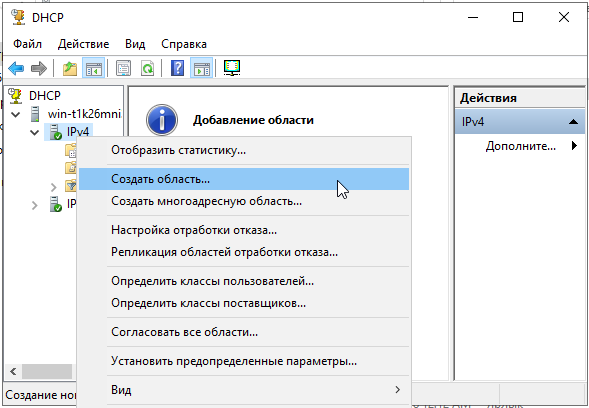 DHCP
Файл Действие Вид Справка
DHCP
win-t1k26mni
IPv4
Добавление области
Действия
IPv4
Дополните...
Отобразить статистику...
Создать область...
Создать многоадресную область...
Настройка отработки отказа...
Репликация областей отработки отказа...
Определить классы пользователей...
Определить классы поставщиков...
Согласовать все области...
Установить предопределенные параметры...
Вид
IP
Создание нов